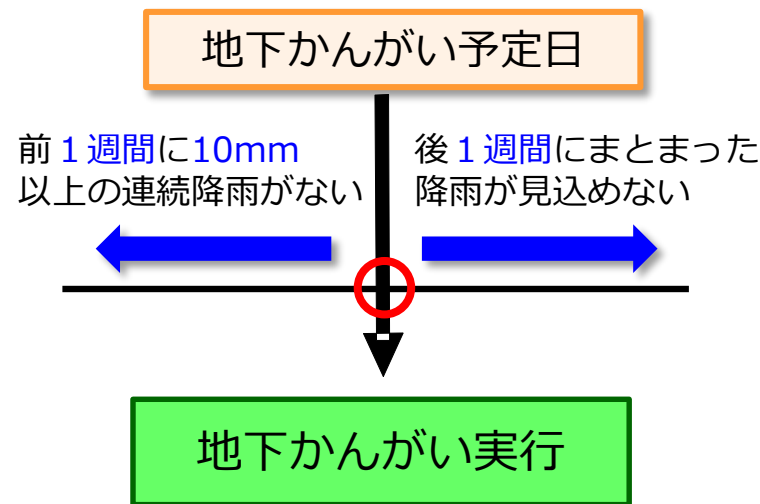 地下かんがい予定日
前１週間に10mm
以上の連続降雨がない
後１週間にまとまった
降雨が見込めない
地下かんがい実行